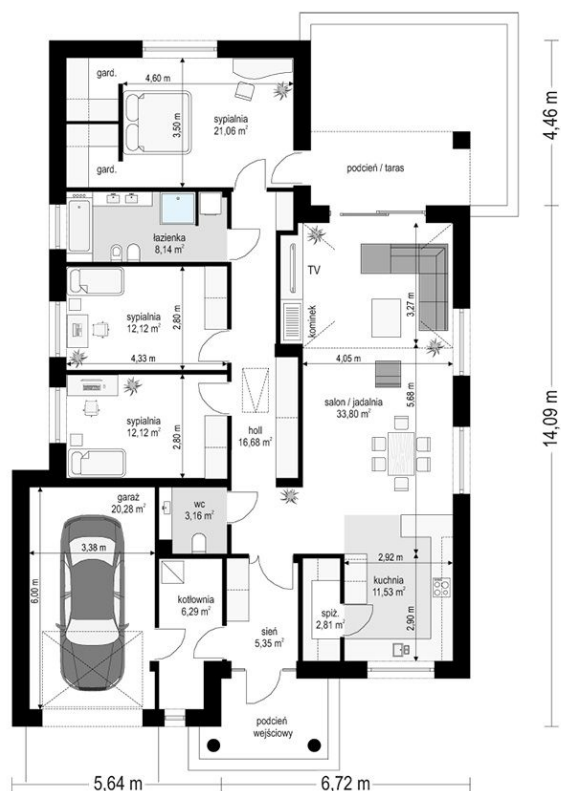 gard.
4,60 m
3,50 m
sypialnia
21,06 m²
gard.
4,46 m
podcień / taras
łazienka
8,14 m²
TV
kominek
3,27 m
sypialnia
12,12 m²
2,80 m
4,33 m
4,05 m
5,68 m
salon / jadalnia
33,80 m²
14,09 m
sypialnia
12,12 m²
2,80 m
holl
16,68 m²
garaż
20,28 m²
wc
3,16 m²
3,38 m
6,00 m
2,92 m
kuchnia
11,53 m²
2,90 m
kotłownia
6,29 m²
spiż.
2,81 m²
sień
5,35 m²
podcień
wejściowy
5,64 m
6,72 m